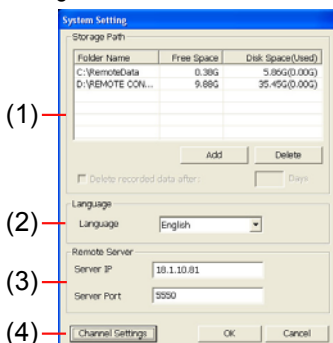 System Setting
Storage Path
Folder Name Free Space Disk Space(Used)
C:\RemoteData 0.38G 5.86G(0.00G)
D:\REMOTE CON... 9.88G 35.45G(0.00G)
(1)
Add Delete
Delete recorded data after: Days
Language
(2) Language English
Remote Server
Server IP 18.1.10.81
(3)
Server Port 5550
(4) Channel Settings OK Cancel